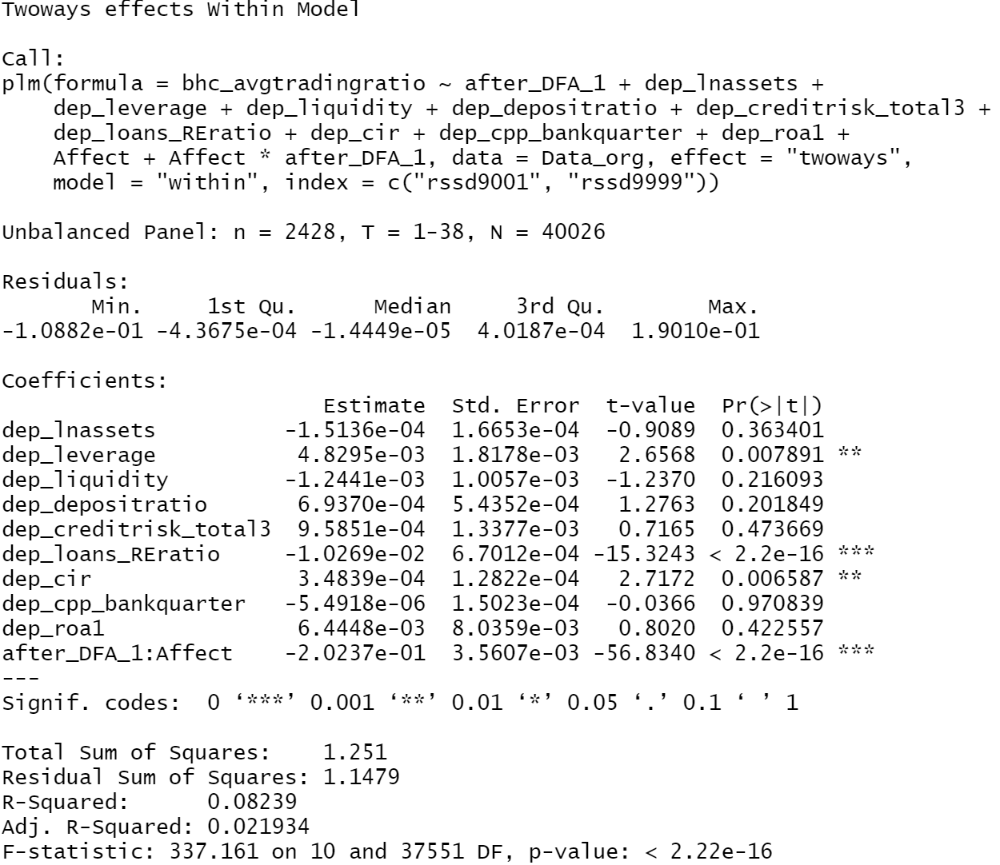 Twoways effects Within Model
Call:
plm(formula = bhc_avgtradingratio ~ after_DFA_1 + dep_lnassets +
dep_leverage + dep_liquidity + dep_depositratio + dep_creditrisk_total3 +
dep_loans_REratio + dep_cir + dep_cpp_bankquarter + dep_roa1 +
Affect + Affect * after_DFA_1, data = Data_org, effect = "twoways",
model = "within", index = c("rssd9001", "rssd9999"))
Unbalanced Panel: n = 2428, T = 1-38, N = 40026
Residuals:
Min. 1st Qu. Median 3rd Qu. Max.
-1.0882e-01 -4.3675e-04 -1.4449e-05 4.0187e-04 1.9010e-01
Coefficients:
Estimate Std. Error t-value Pr(>|t|)
dep_lnassets -1.5136e-04 1.6653e-04 -0.9089 0.363401
dep_leverage 4.8295e-03 1.8178e-03 2.6568 0.007891 **
dep_liquidity -1.2441e-03 1.0057e-03 -1.2370 0.216093
dep_depositratio 6.9370e-04 5.4352e-04 1.2763 0.201849
dep_creditrisk_total3 9.5851e-04 1.3377e-03 0.7165 0.473669
dep_loans_REratio -1.0269e-02 6.7012e-04 -15.3243 < 2.2e-16 ***
dep_cir 3.4839e-04 1.2822e-04 2.7172 0.006587 **
dep_cpp_bankquarter -5.4918e-06 1.5023e-04 -0.0366 0.970839
dep_roa1 6.4448e-03 8.0359e-03 0.8020 0.422557
after_DFA_1:Affect -2.0237e-01 3.5607e-03 -56.8340 < 2.2e-16 ***
---
Signif. codes: 0 ‘***’ 0.001 ‘**’ 0.01 ‘*’ 0.05 ‘.’ 0.1 ‘ ’ 1
Total Sum of Squares: 1.251
Residual Sum of Squares: 1.1479
R-Squared: 0.08239
Adj. R-Squared: 0.021934
F-statistic: 337.161 on 10 and 37551 DF, p-value: < 2.22e-16